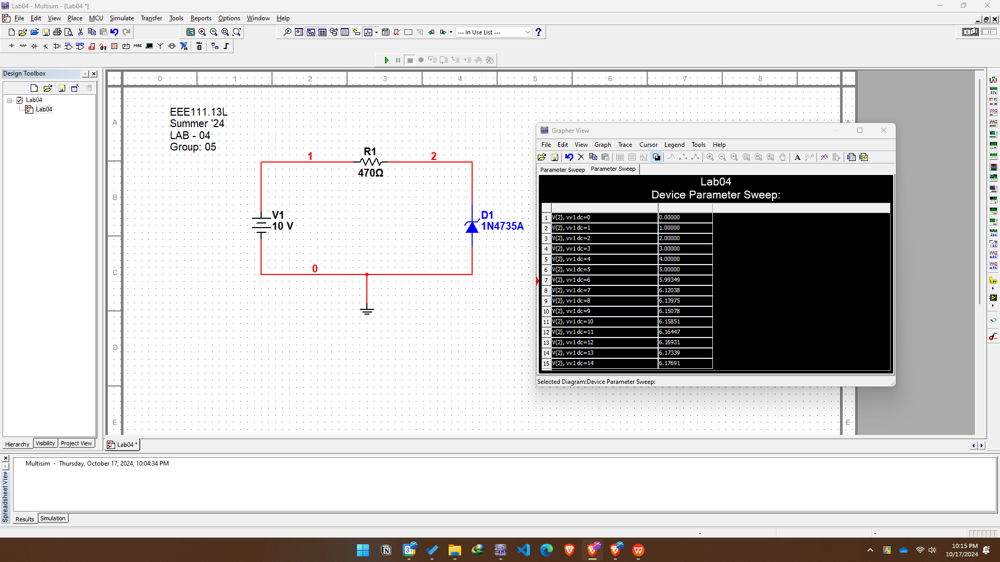 Lab04 - Multisim - [Lab04 *]
File Edit View Place MCU Simulate Transfer Tools Reports Options Window Help
--- In Use List ---
Design Toolbox
Lab04
Lab04
0 1 2 3 4 5 6 7 8
A
B
C
D
E
A
E
EEE111.13L
Summer '24
LAB - 04
Group: 05
1
R1
470Ω
2
V1
10 V
D1
1N4735A
0
Grapher View
File Edit View Graph Trace Cursor Legend Tools Help
Parameter Sweep Parameter Sweep
Lab04
Device Parameter Sweep:
1 V(2), vv1 dc=0 0.00000
2 V(2), vv1 dc=1 1.00000
3 V(2), vv1 dc=2 2.00000
4 V(2), vv1 dc=3 3.00000
5 V(2), vv1 dc=4 4.00000
6 V(2), vv1 dc=5 5.00000
7 V(2), vv1 dc=6 5.99349
8 V(2), vv1 dc=7 6.12038
9 V(2), vv1 dc=8 6.13975
10 V(2), vv1 dc=9 6.15078
11 V(2), vv1 dc=10 6.15851
12 V(2), vv1 dc=11 6.16447
13 V(2), vv1 dc=12 6.16931
14 V(2), vv1 dc=13 6.17339
15 V(2), vv1 dc=14 6.17691
Selected Diagram:Device Parameter Sweep:
Hierarchy Visibility Project View
Lab04 *
Multisim - Thursday, October 17, 2024, 10:04:34 PM
Spreadsheet View
Results Simulation
- -
10:15 PM
10/17/2024